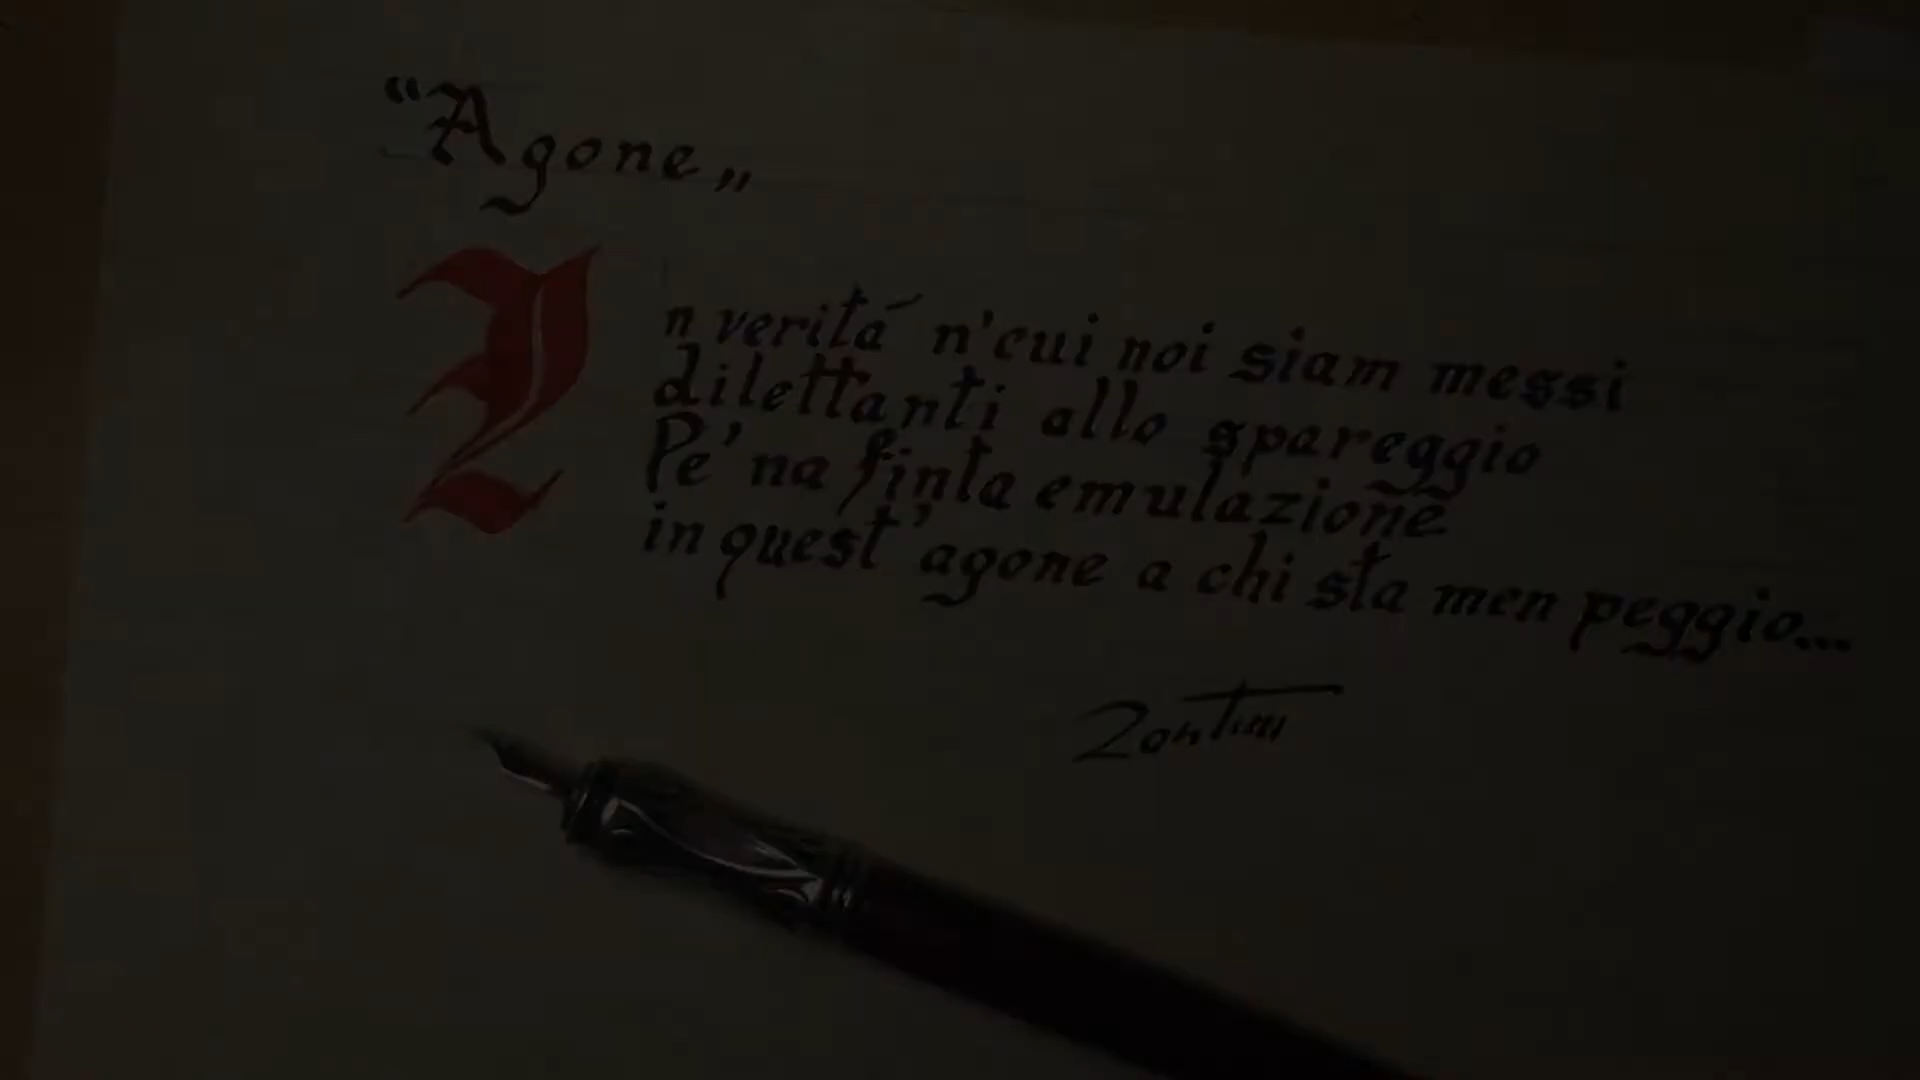 “Agone„
In veritá n'cui noi siam messi
dilettanti allo spareggio
Pe' na finta emulazione
in quest' agone a chi sta men peggio...